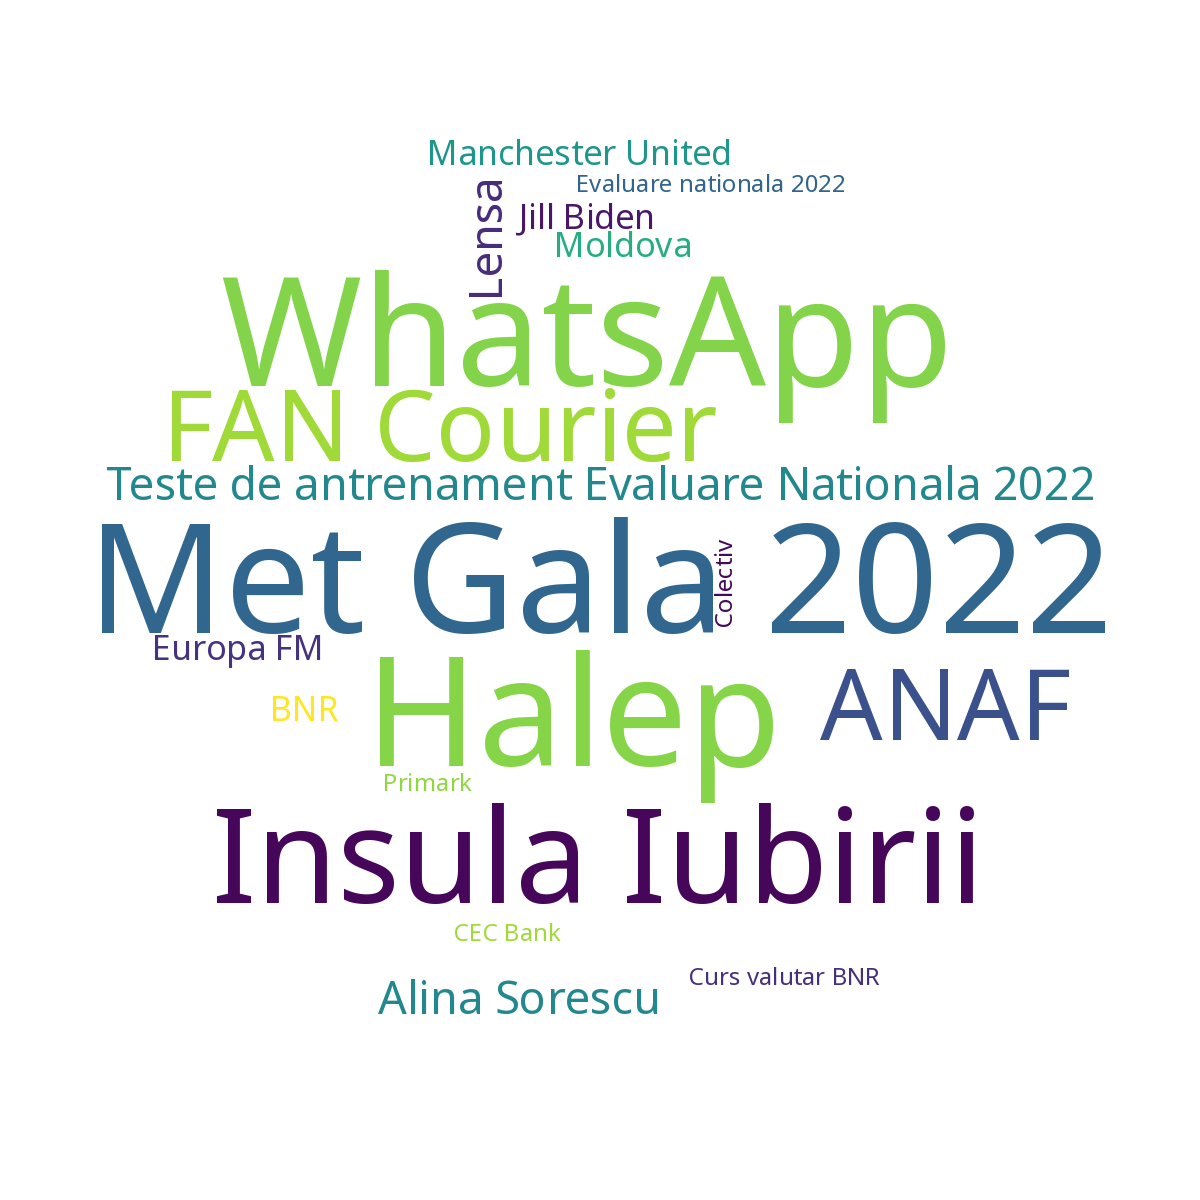 Manchester United
Evaluare nationala 2022
Lensa
Jill Biden
Moldova
WhatsApp
FAN Courier
Teste de antrenament Evaluare Nationala 2022
Met Gala 2022
Colectiv
Europa FM
Halep
ANAF
BNR
Primark
Insula Iubirii
CEC Bank
Curs valutar BNR
Alina Sorescu